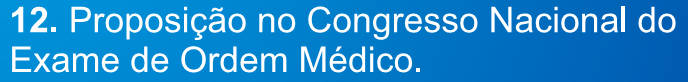 12. Proposição no Congresso Nacional do
Exame de Ordem Médico.